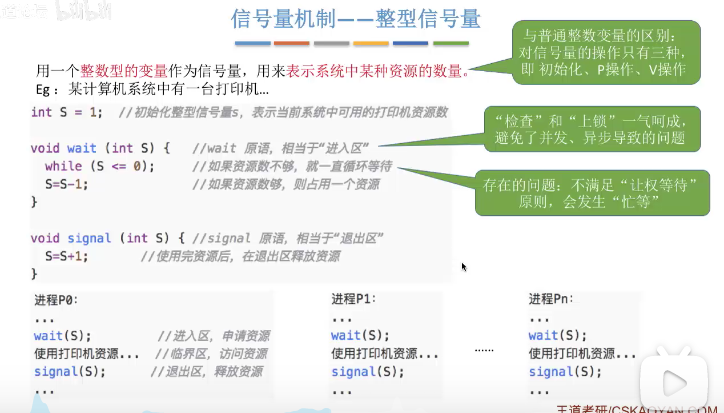 信号量机制——整型信号量
与普通整数变量的区别：
对信号量的操作只有三种，
即 初始化、P操作、V操作
用一个整数型的变量作为信号量，用来表示系统中某种资源的数量。
Eg：某计算机系统中有一台打印机…
int S = 1;  //初始化整型信号量s，表示当前系统中可用的打印机资源数
“检查”和“上锁”一气呵成，
避免了并发、异步导致的问题
void wait (int S) {  //wait 原语，相当于“进入区”
while (S <= 0);  //如果资源数不够，就一直循环等待
S=S-1;  //如果资源数够，则占用一个资源
}
存在的问题：不满足“让权等待”
原则，会发生“忙等”
void signal (int S) { //signal 原语，相当于“退出区”
S=S+1;  //使用完资源后，在退出区释放资源
}
进程P0:
...
wait(S);  //进入区，申请资源
使用打印机资源...  //临界区，访问资源
signal(S);  //退出区，释放资源
...
进程P1:
...
wait(S);
使用打印机资源...
signal(S);
...
……
进程Pn:
...
wait(S);
使用打印机资源...
signal(S);
...
王道考研/CSKAOYAN.COM